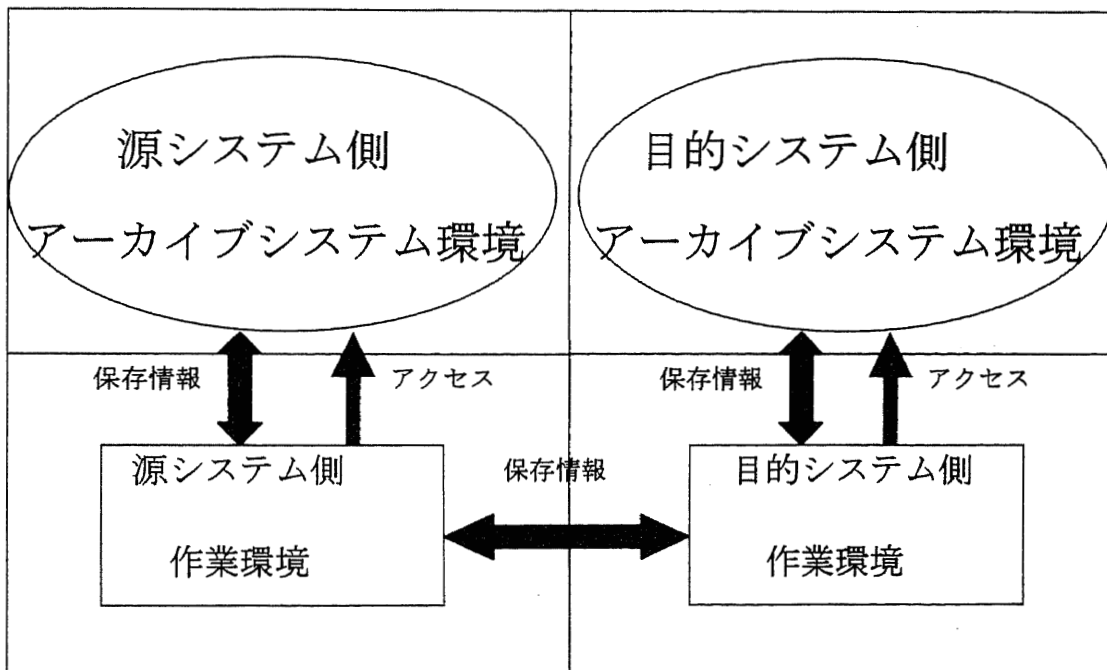 源システム側
アーカイブシステム環境
目的システム側
アーカイブシステム環境
保存情報
アクセス
保存情報
アクセス
源システム側
作業環境
保存情報
目的システム側
作業環境